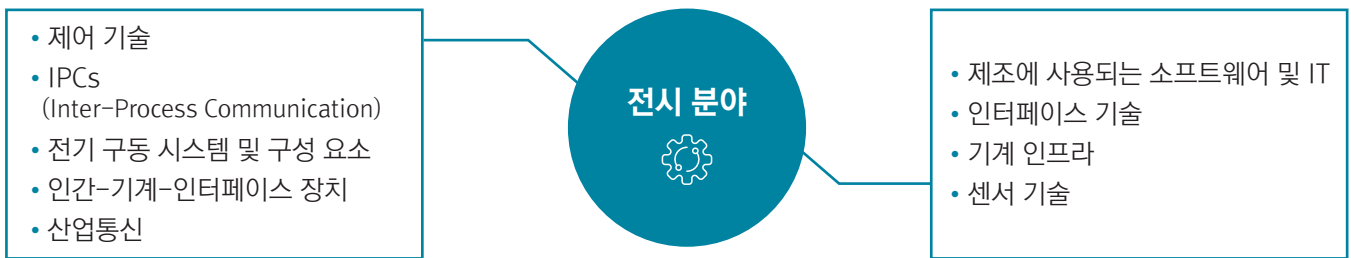 • 제어 기술
• IPCs
(Inter-Process Communication)
• 전기 구동 시스템 및 구성 요소
• 인간-기계-인터페이스 장치
• 산업통신
전시 분야
• 제조에 사용되는 소프트웨어 및 IT
• 인터페이스 기술
• 기계 인프라
• 센서 기술